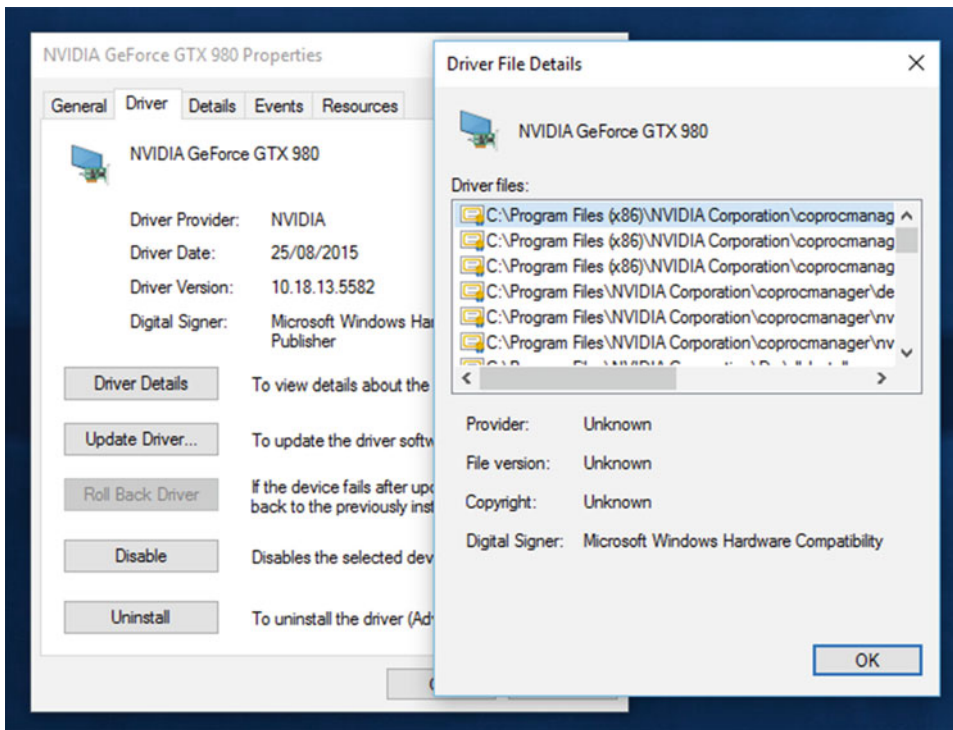 NVIDIA GeForce GTX 980 Properties
General Driver Details Events Resources
NVIDIA GeForce GTX 980
Driver Provider: NVIDIA
Driver Date: 25/08/2015
Driver Version: 10.18.13.5582
Digital Signer: Microsoft Windows
Publisher
Driver Details To view details about the
Update Driver... To update the driver
Roll Back Driver If the device fails after
back to the previously
Disable Disables the selected
Uninstall To uninstall the driver
Driver File Details
NVIDIA GeForce GTX 980
Driver files:
C:\Program Files (x86)\NVIDIA Corporation\coprocmanag
C:\Program Files (x86)\NVIDIA Corporation\coprocmanag
C:\Program Files (x86)\NVIDIA Corporation\coprocmanag
C:\Program Files\NVIDIA Corporation\coprocmanager\de
C:\Program Files\NVIDIA Corporation\coprocmanager\nv
C:\Program Files\NVIDIA Corporation\coprocmanager\nv
Provider: Unknown
File version: Unknown
Copyright: Unknown
Digital Signer: Microsoft Windows Hardware Compatibility
OK